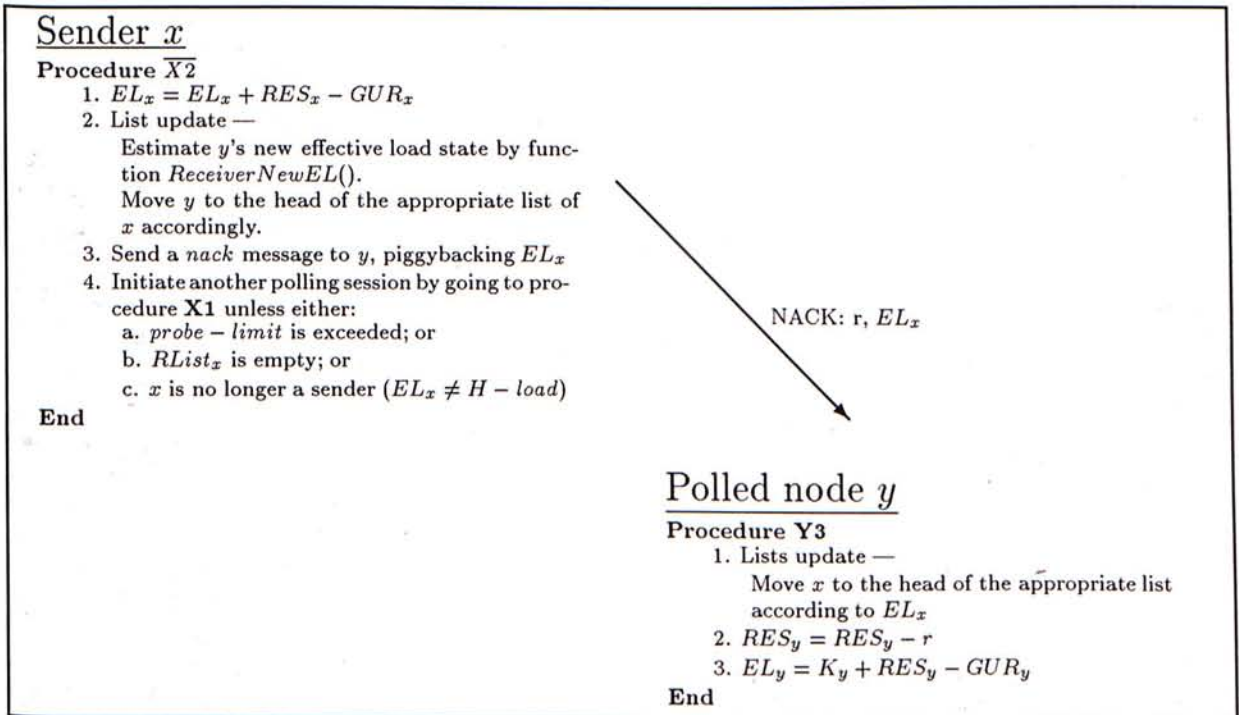 Sender x
Procedure \overline{X2}
1. EL_x = EL_x + RES_x − GUR_x
2. List update —
Estimate y's new effective load state by func-
tion ReceiverNewEL().
Move y to the head of the appropriate list of
x accordingly.
3. Send a nack message to y, piggybacking EL_x
4. Initiate another polling session by going to pro-
cedure X1 unless either:
a. probe − limit is exceeded; or
b. RList_x is empty; or
c. x is no longer a sender (EL_x ≠ H − load)
End
NACK: r, EL_x
Polled node y
Procedure Y3
1. Lists update —
Move x to the head of the appropriate list
according to EL_x
2. RES_y = RES_y − r
3. EL_y = K_y + RES_y − GUR_y
End